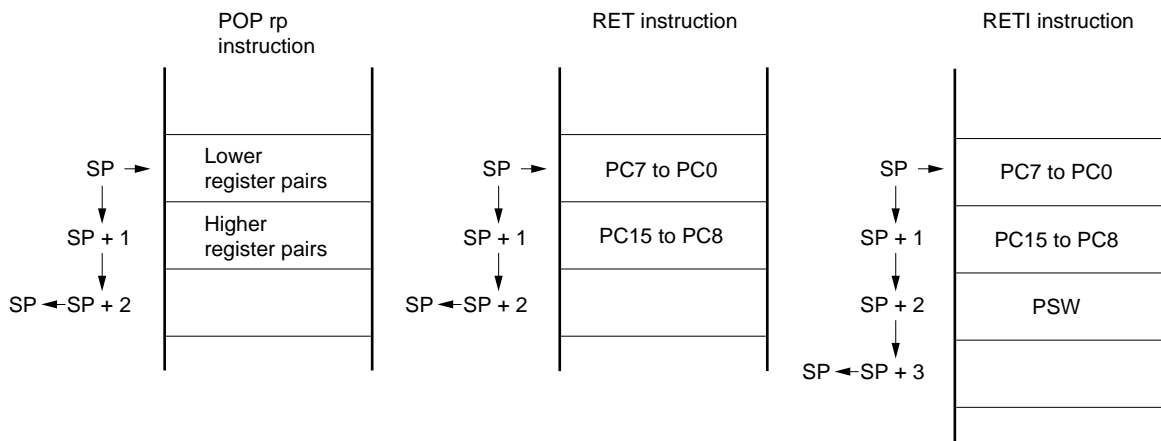 POP rp
instruction
SP
Lower
register pairs
SP + 1
Higher
register pairs
SP
SP + 2
RET instruction
SP
PC7 to PC0
SP + 1
PC15 to PC8
SP
SP + 2
RETI instruction
SP
PC7 to PC0
SP + 1
PC15 to PC8
SP + 2
PSW
SP
SP + 3